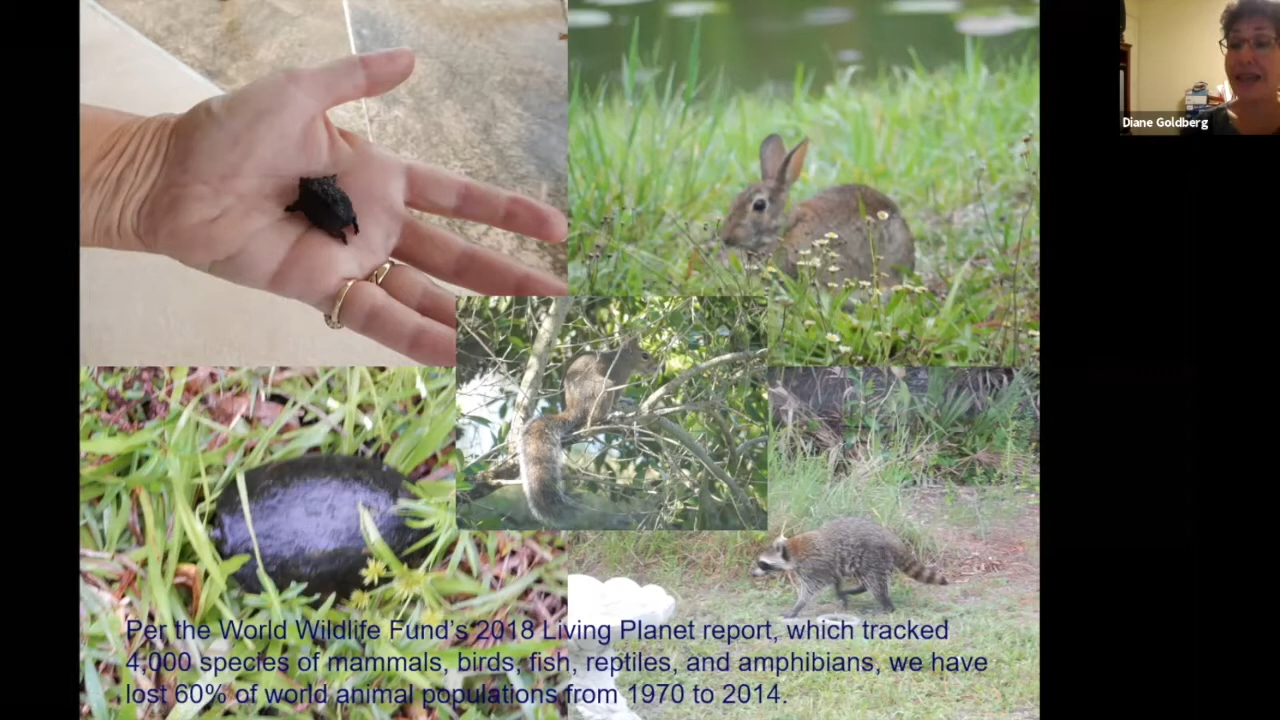 Diane Goldberg
Per the World Wildlife Fund's 2018 Living Planet report, which tracked
4,000 species of mammals, birds, fish, reptiles, and amphibians, we have
lost 60% of world animal populations from 1970 to 2014.